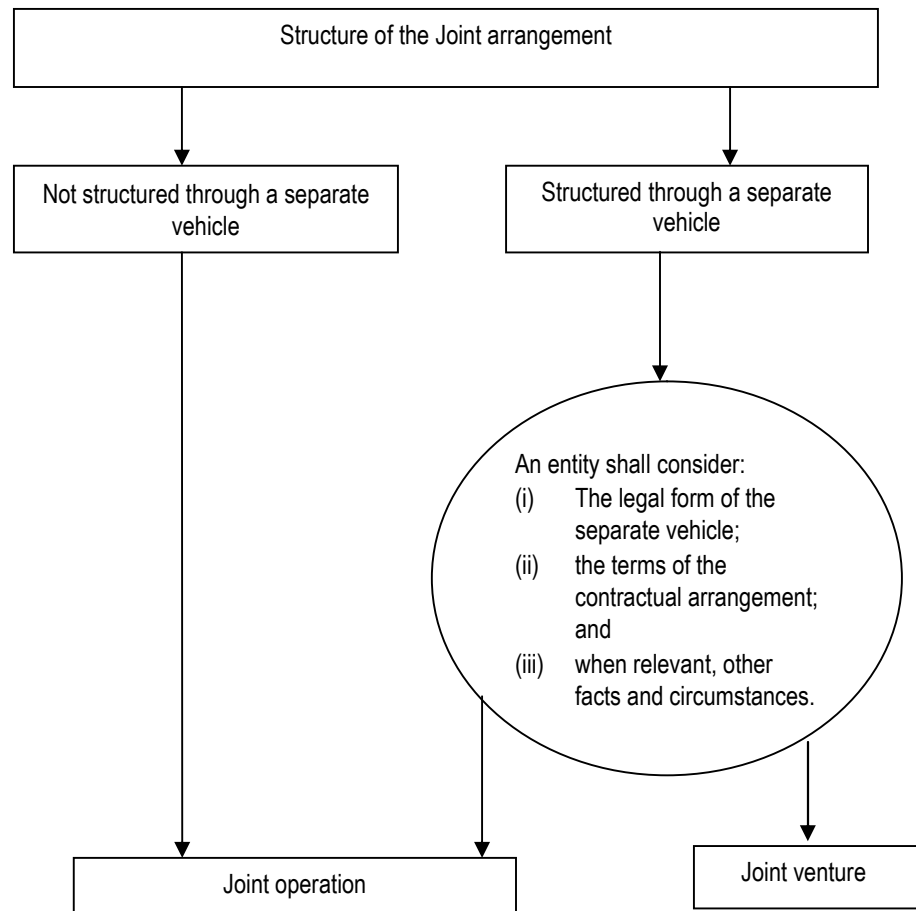 Structure of the Joint arrangement
Not structured through a separate
vehicle
Structured through a separate
vehicle
An entity shall consider:
(i) The legal form of the
separate vehicle;
(ii) the terms of the
contractual arrangement;
and
(iii) when relevant, other
facts and circumstances.
Joint operation
Joint venture